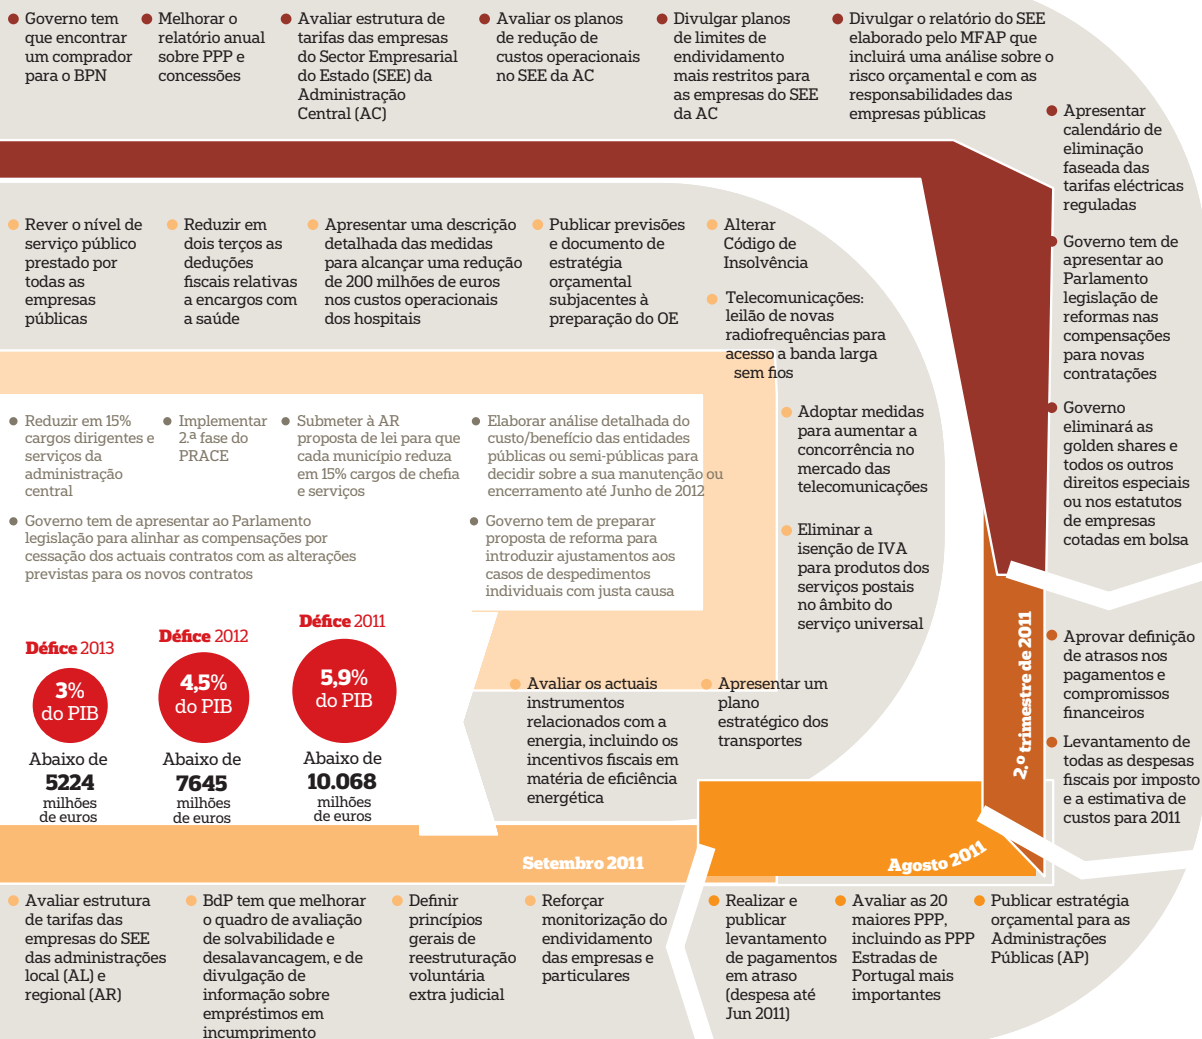 Governo tem
que encontrar
um comprador
para o BPN
Melhorar o
relatório anual
sobre PPP e
concessões
Avaliar estrutura de
tarifas das empresas
do Sector Empresarial
do Estado (SEE) da
Administração
Central (AC)
Avaliar os planos
de redução de
custos operacionais
no SEE da AC
Divulgar planos
de limites de
endividamento
mais restritos para
as empresas do SEE
da AC
Divulgar o relatório do SEE
elaborado pelo MFAP que
incluirá uma análise sobre o
risco orçamental e com as
responsabilidades das
empresas públicas
Apresentar
calendário de
eliminação
faseada das
tarifas eléctricas
reguladas
Governo tem de
apresentar ao
Parlamento
legislação de
reformas nas
compensações
para novas
contratações
Governo
eliminará as
golden shares e
todos os outros
direitos especiais
ou nos estatutos
de empresas
cotadas em bolsa
Rever o nível de
serviço público
prestado por
todas as
empresas
públicas
Reduzir em
dois terços as
deduções
fiscais relativas
a encargos com
a saúde
Apresentar uma descrição
detalhada das medidas
para alcançar uma redução
de 200 milhões de euros
nos custos operacionais
dos hospitais
Publicar previsões
e documento de
estratégia
orçamental
subjacentes à
preparação do OE
Alterar
Código de
Insolvência
Telecomunicações:
leilão de novas
radiofrequências para
acesso a banda larga
sem fios
Adoptar medidas
para aumentar a
concorrência no
mercado das
telecomunicações
Eliminar a
isenção de IVA
para produtos dos
serviços postais
no âmbito do
serviço universal
Reduzir em 15%
cargos dirigentes e
serviços da
administração
central
Implementar
2.ª fase do
PRACE
Submeter à AR
proposta de lei para que
cada município reduza
em 15% cargos de chefia
e serviços
Elaborar análise detalhada do
custo/benefício das entidades
públicas ou semi-públicas para
decidir sobre a sua manutenção ou
encerramento até Junho de 2012
Governo tem de apresentar ao Parlamento
legislação para alinhar as compensações por
cessação dos actuais contratos com as alterações
previstas para os novos contratos
Governo tem de preparar
proposta de reforma para
introduzir ajustamentos aos
casos de despedimentos
individuais com justa causa
Défice 2013
3%
do PIB
Abaixo de
5224
milhões
de euros
Défice 2012
4,5%
do PIB
Abaixo de
7645
milhões
de euros
Défice 2011
5,9%
do PIB
Abaixo de
10.068
milhões
de euros
Avaliar os actuais
instrumentos
relacionados com a
energia, incluindo os
incentivos fiscais em
matéria de eficiência
energética
Apresentar um
plano
estratégico dos
transportes
2.º trimestre de 2011
Aprovar definição
de atrasos nos
pagamentos e
compromissos
financeiros
Levantamento de
todas as despesas
fiscais por imposto
e a estimativa de
custos para 2011
Setembro 2011
Agosto 2011
Avaliar estrutura
de tarifas das
empresas do SEE
das administrações
local (AL) e
regional (AR)
BdP tem que melhorar
o quadro de avaliação
de solvabilidade e
desalavancagem, e de
divulgação de
informação sobre
empréstimos em
incumprimento
Definir
princípios
gerais de
reestruturação
voluntária
extra judicial
Reforçar
monitorização do
endividamento
das empresas e
particulares
Realizar e
publicar
levantamento
de pagamentos
em atraso
(despesa até
Jun 2011)
Avaliar as 20
maiores PPP,
incluindo as PPP
Estradas de
Portugal mais
importantes
Publicar estratégia
orçamental para as
Administrações
Públicas (AP)